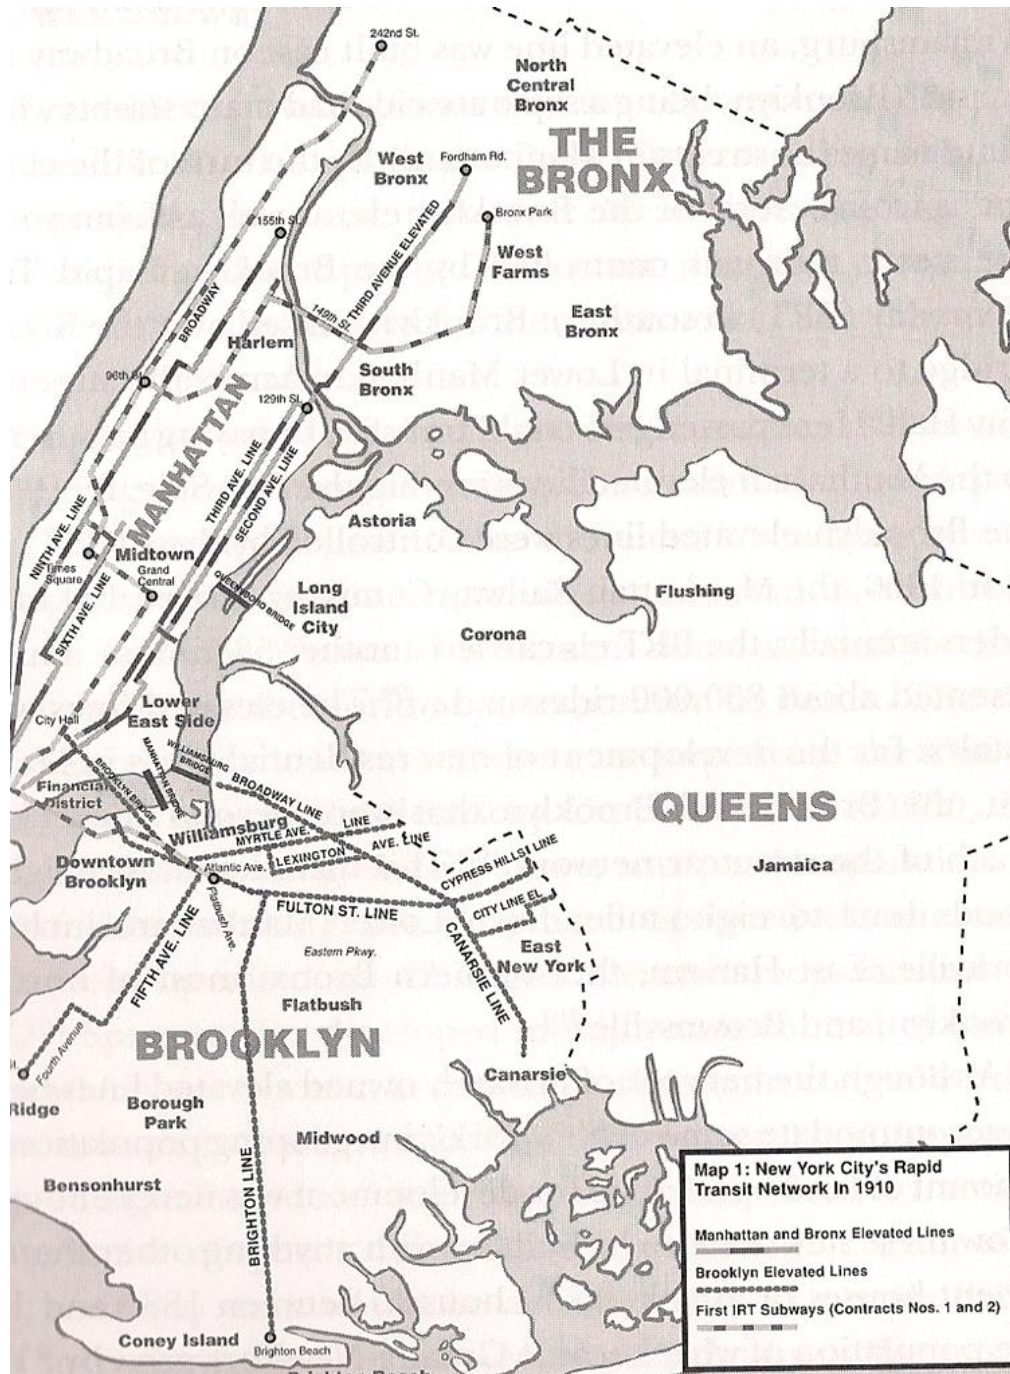 242nd St.
North
Central
Bronx
THE
BRONX
West
Bronx
Fordham Rd.
Bronx Park
155th St.
THIRD AVENUE ELEVATED
West
Farms
BROADWAY
149th St.
East
Bronx
Harlem
South
Bronx
96th St.
129th St.
MANHATTAN
THIRD AVE. LINE
SECOND AVE. LINE
NINTH AVE. LINE
Astoria
Midtown
Times
Square
Grand
Central
SIXTH AVE. LINE
QUEENSBORO BRIDGE
Long
Island
City
Flushing
Corona
Lower
East Side
City Hall
WILLIAMSBURG
BRIDGE
MANHATTAN BRIDGE
BROOKLYN BRIDGE
BROADWAY LINE
Financial
District
QUEENS
Williamsburg
MYRTLE AVE. LINE
LEXINGTON AVE. LINE
Downtown
Brooklyn
Atlantic Ave.
CYPRESS HILLS LINE
Jamaica
Flatbush Ave.
FULTON ST. LINE
CITY LINE EL
FIFTH AVE. LINE
Eastern Pkwy.
CANARSIE LINE
East
New York
Flatbush
BROOKLYN
Fourth Avenue
Canarsie
Ridge
Borough
Park
Midwood
Bensonhurst
BRIGHTON LINE
Coney Island
Brighton Beach
Map 1: New York City's Rapid
Transit Network In 1910
Manhattan and Bronx Elevated Lines
Brooklyn Elevated Lines
First IRT Subways (Contracts Nos. 1 and 2)